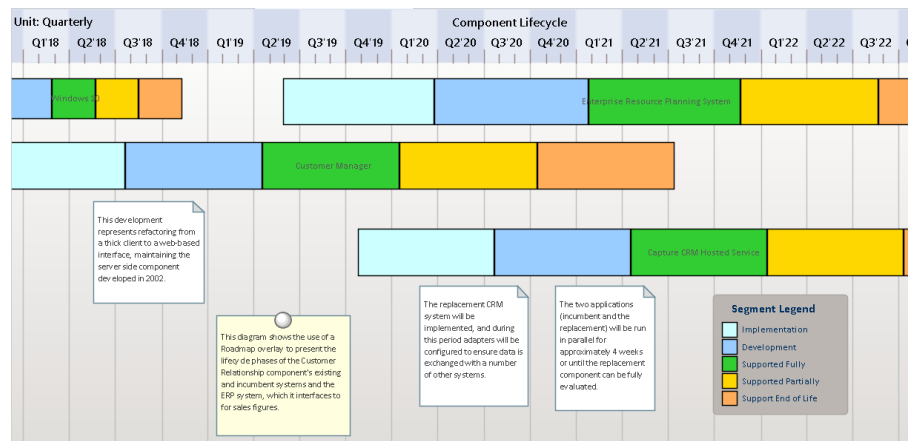 Unit: Quarterly
Component Lifecycle
Q1'18 Q2'18 Q3'18 Q4'18 Q1'19 Q2'19 Q3'19 Q4'19 Q1'20 Q2'20 Q3'20 Q4'20 Q1'21 Q2'21 Q3'21 Q4'21 Q1'22 Q2'22 Q3'22
Windows 10
Enterprise Resource Planning System
Customer Manager
Capture CRM Hosted Service
This development
represents refactoring from
a thick client to a web-based
interface, maintaining the
server side component
developed in 2002.
This diagram shows the use of a
Roadmap overlay to present the
lifecycle phases of the Customer
Relationship component's existing
and incumbent systems and the
ERP system, which it interfaces to
for sales figures.
The replacement CRM
system will be
implemented, and during
this period adapters will be
configured to ensure data is
exchanged with a number
of other systems.
The two applications
(incumbent and the
replacement) will be run
in parallel for
approximately 4 weeks
or until the replacement
component can be fully
evaluated.
Segment Legend
Implementation
Development
Supported Fully
Supported Partially
Support End of Life